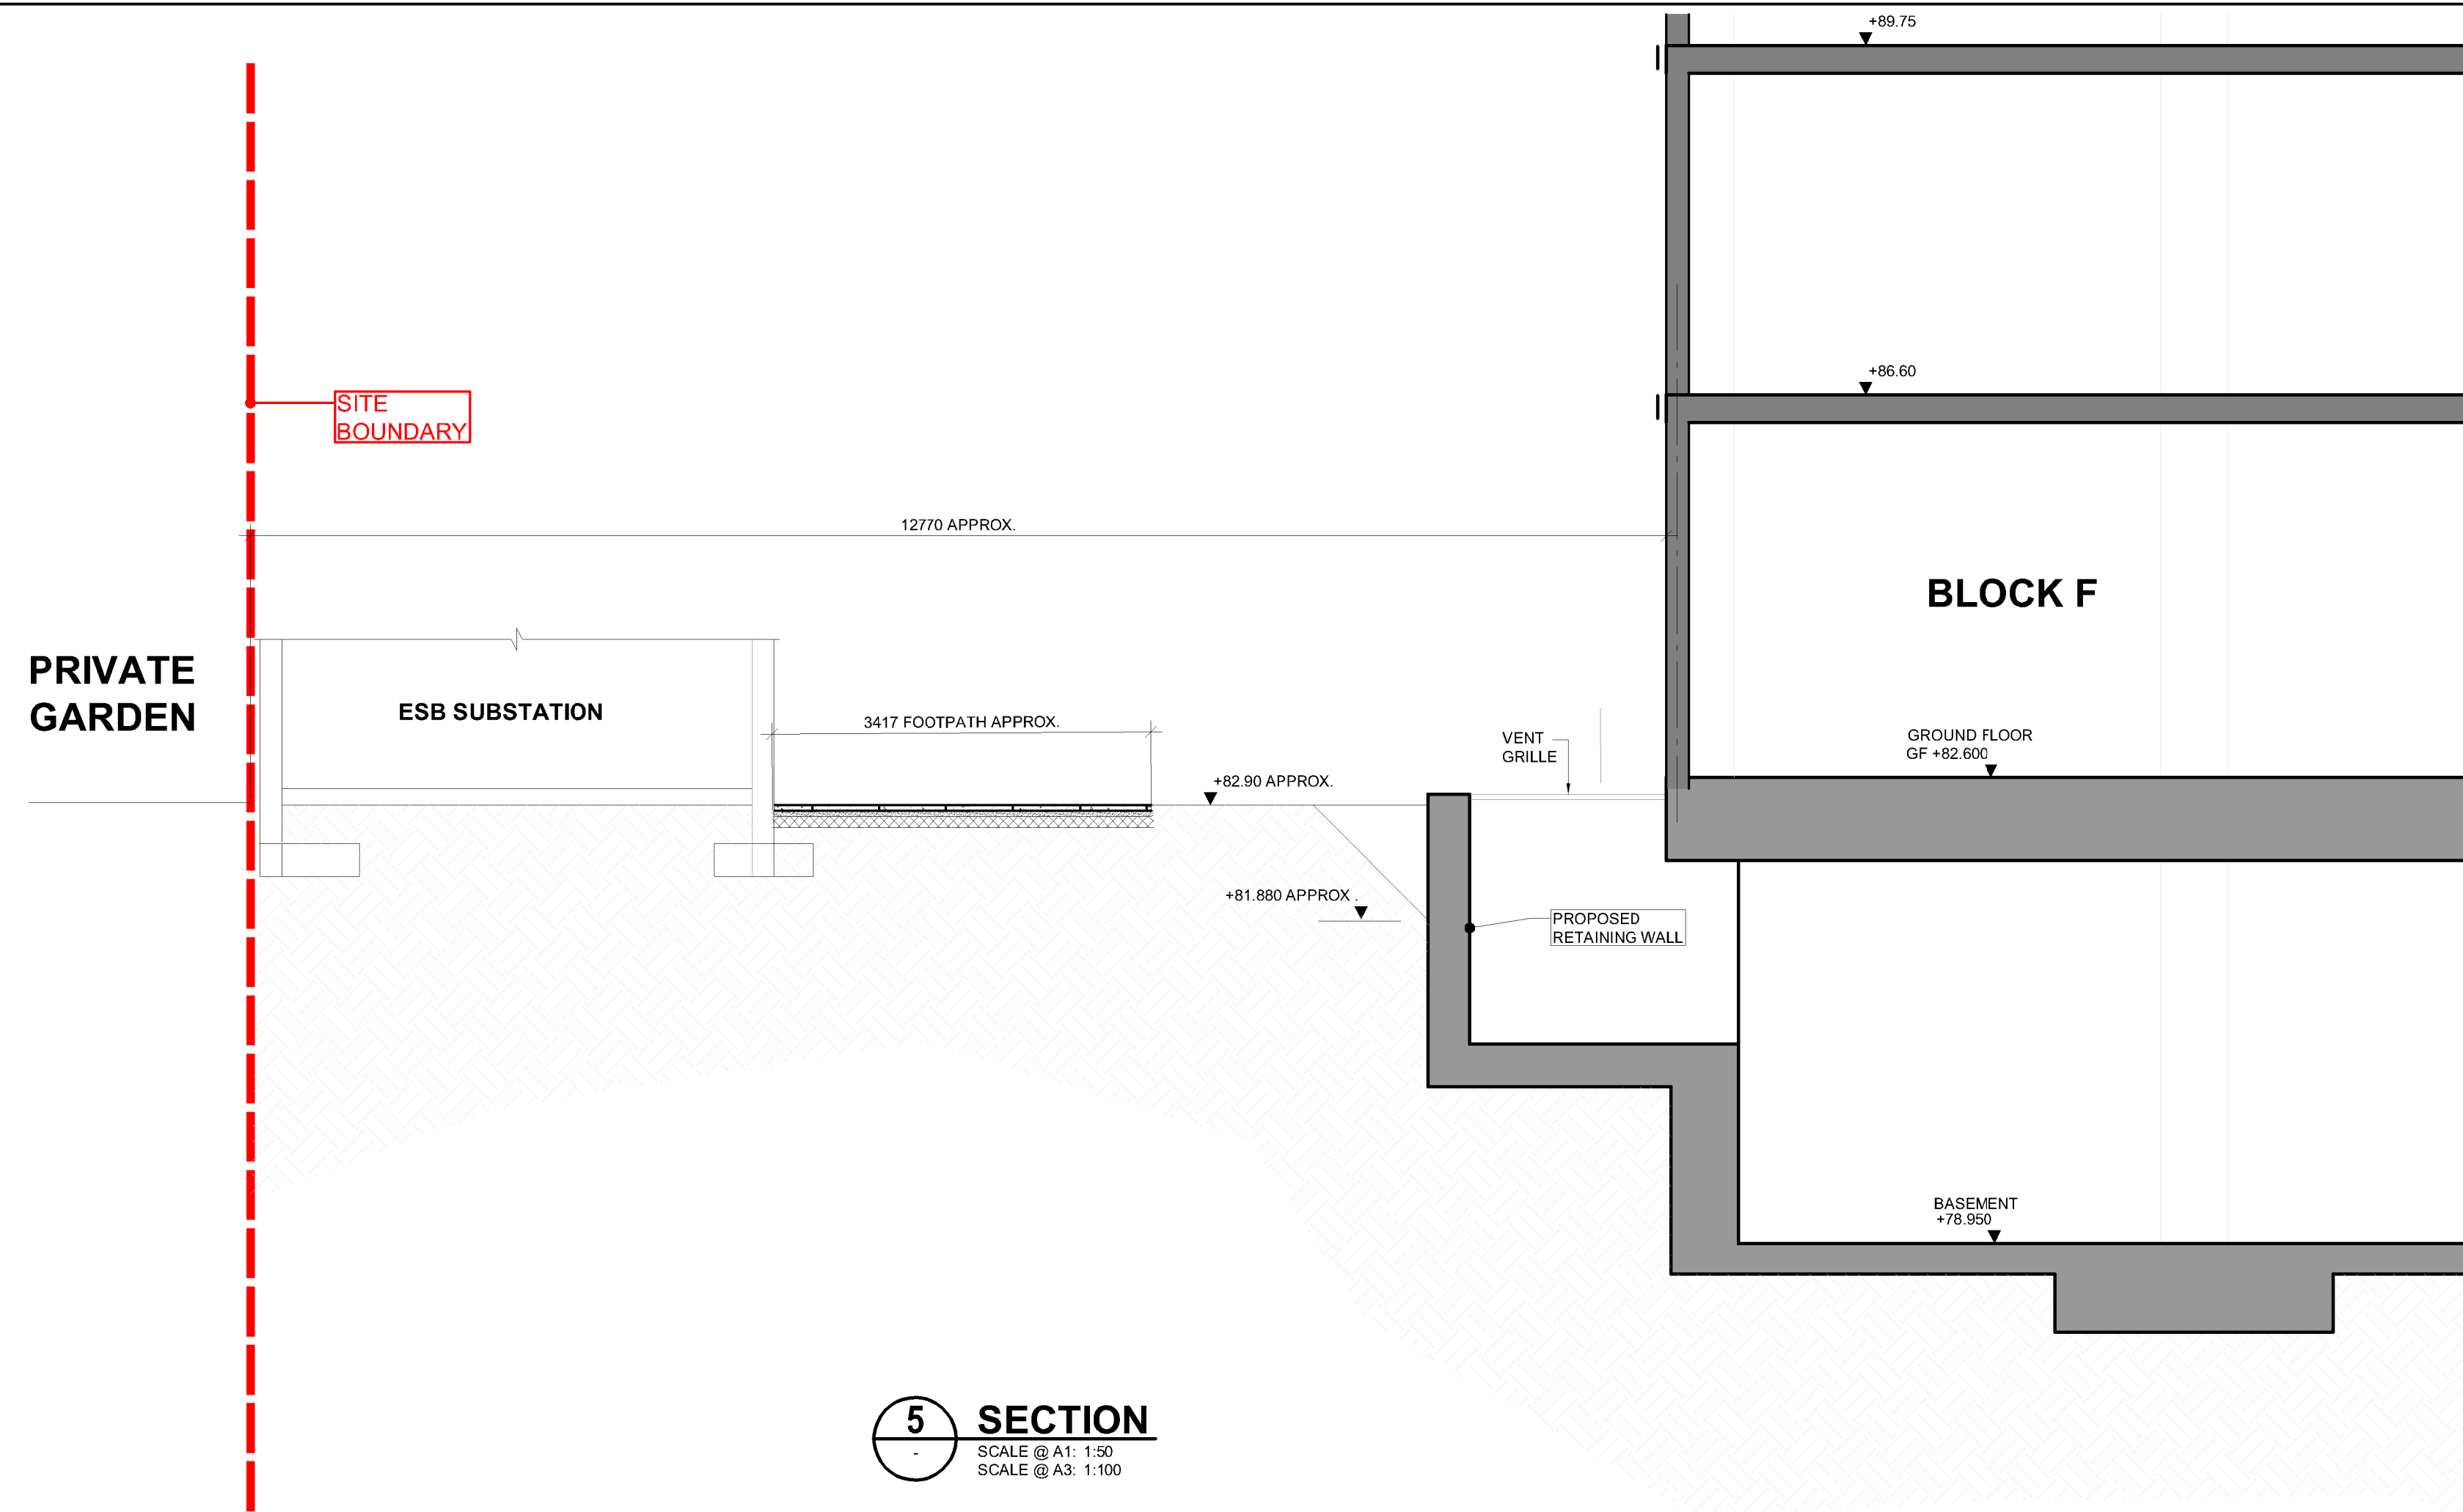 +89.75
+86.60
SITE
BOUNDARY
12770 APPROX.
BLOCK F
PRIVATE
GARDEN
ESB SUBSTATION
3417 FOOTPATH APPROX.
VENT
GRILLE
GROUND FLOOR
GF +82.600
+82.90 APPROX.
+81.880 APPROX .
PROPOSED
RETAINING WALL
BASEMENT
+78.950
5
-
SECTION
SCALE @ A1: 1:50
SCALE @ A3: 1:100